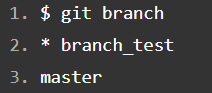 1. $ git branch
2. * branch_test
3. master